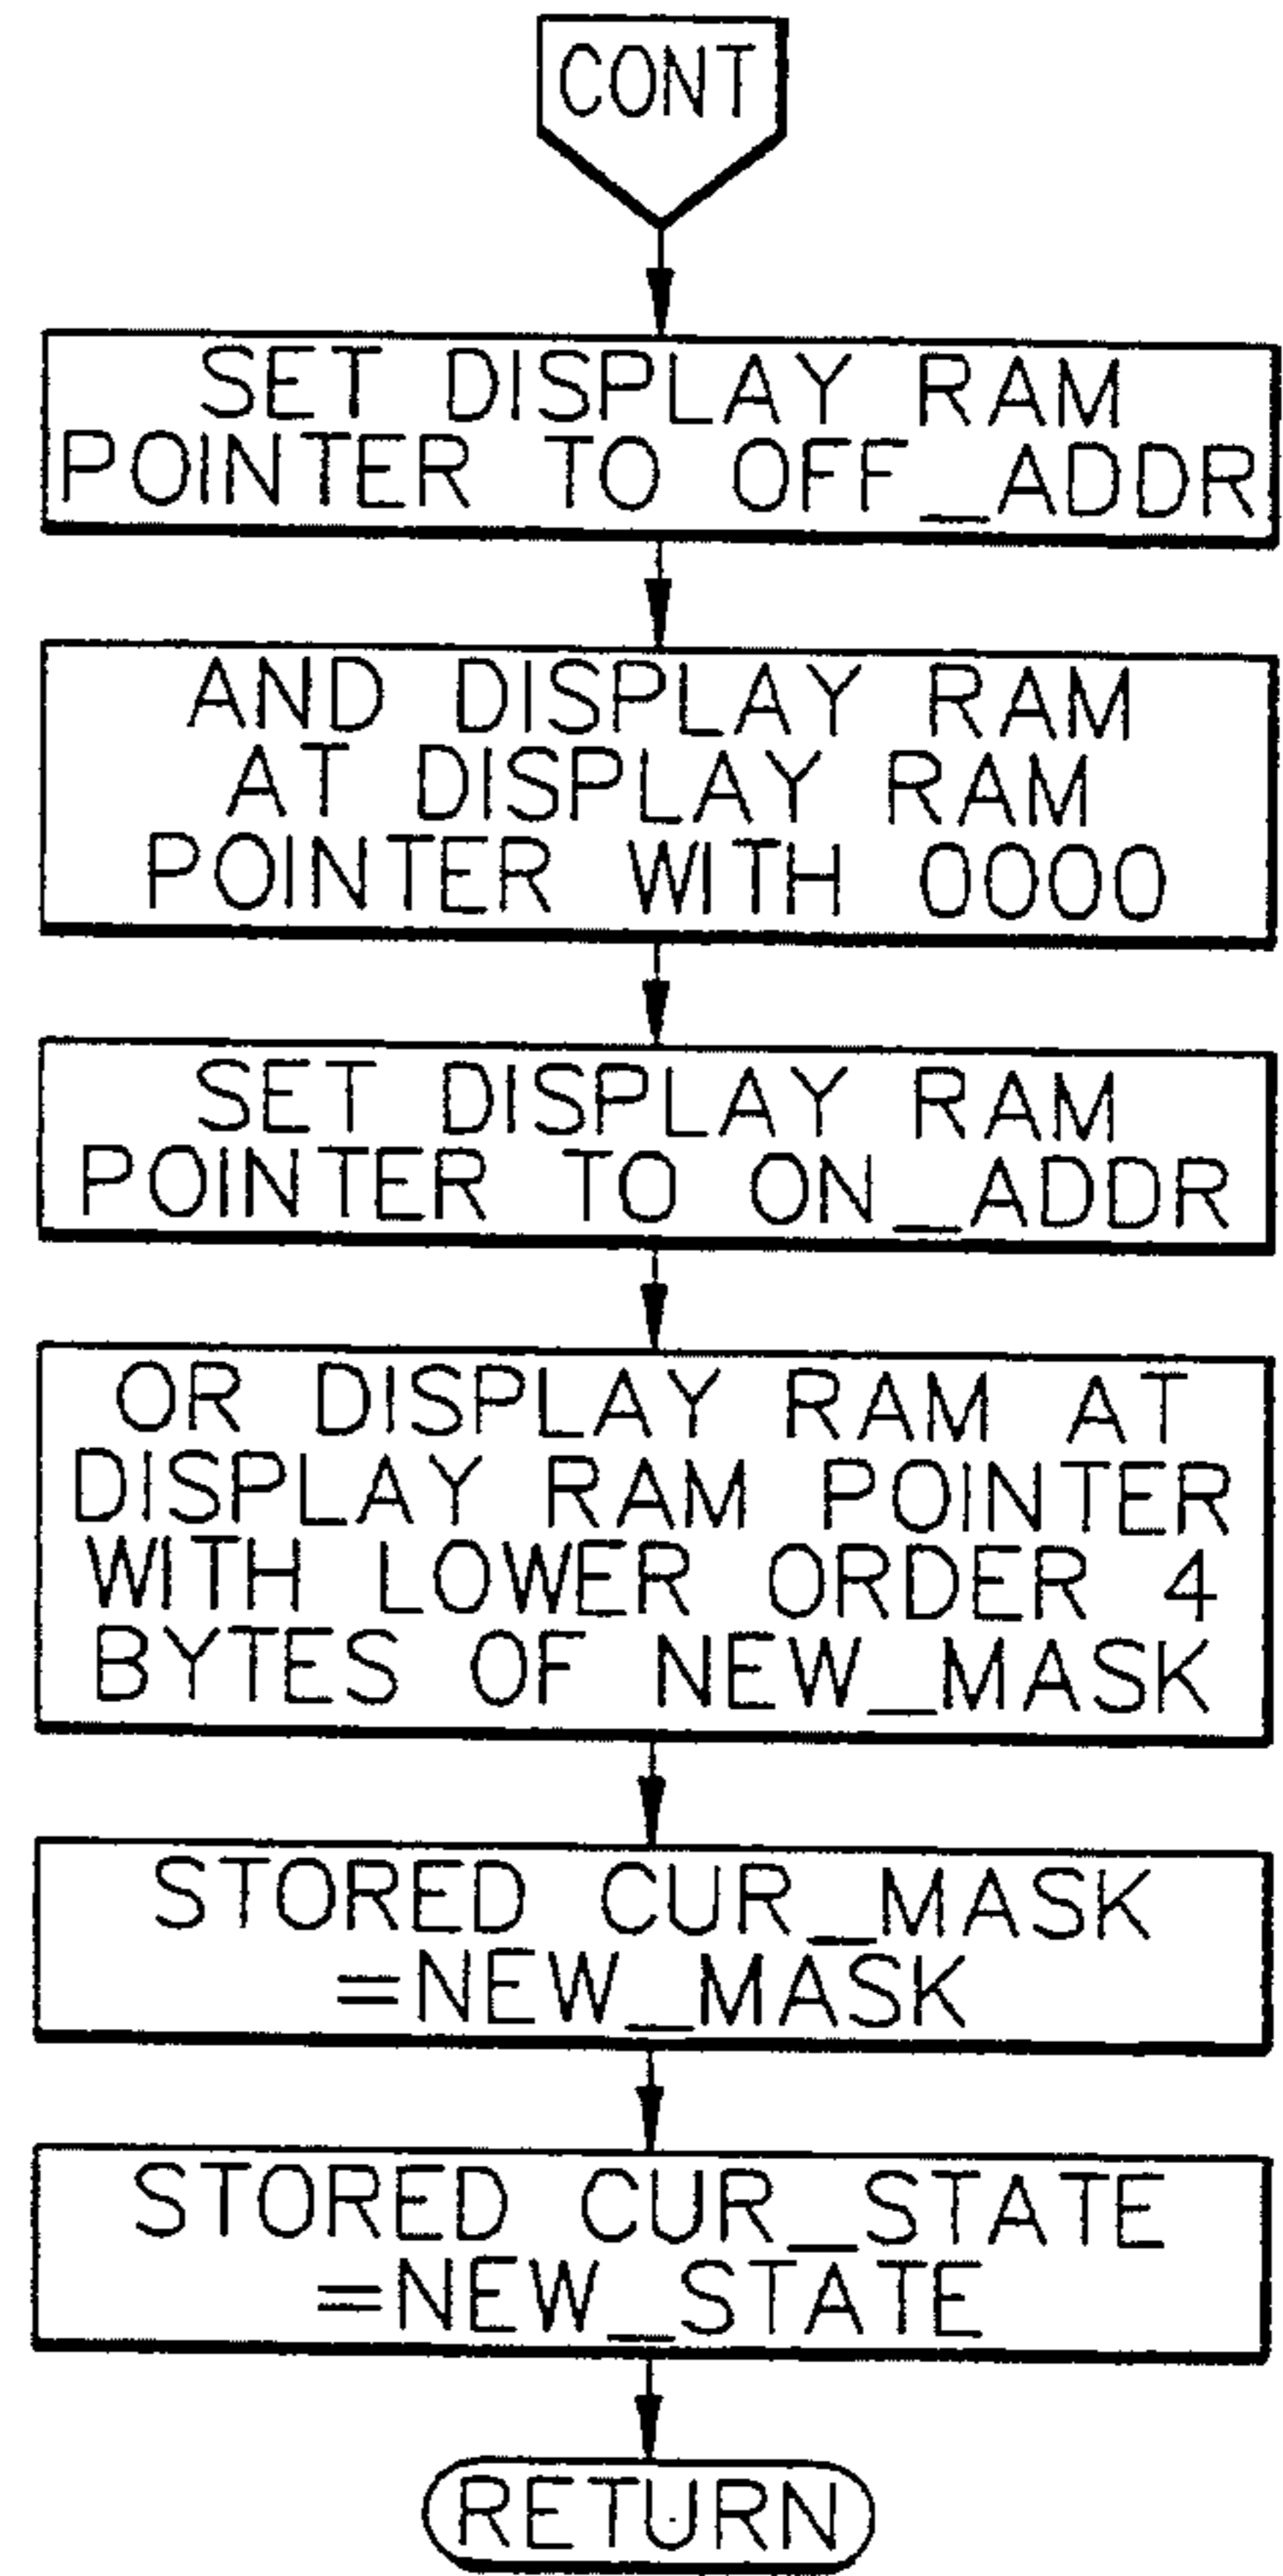 CONT
SET DISPLAY RAM
POINTER TO OFF_ADDR
AND DISPLAY RAM
AT DISPLAY RAM
POINTER WITH 0000
SET DISPLAY RAM
POINTER TO ON_ADDR
OR DISPLAY RAM AT
DISPLAY RAM POINTER
WITH LOWER ORDER 4
BYTES OF NEW_MASK
STORED CUR_MASK
=NEW_MASK
STORED CUR_STATE
=NEW_STATE
RETURN